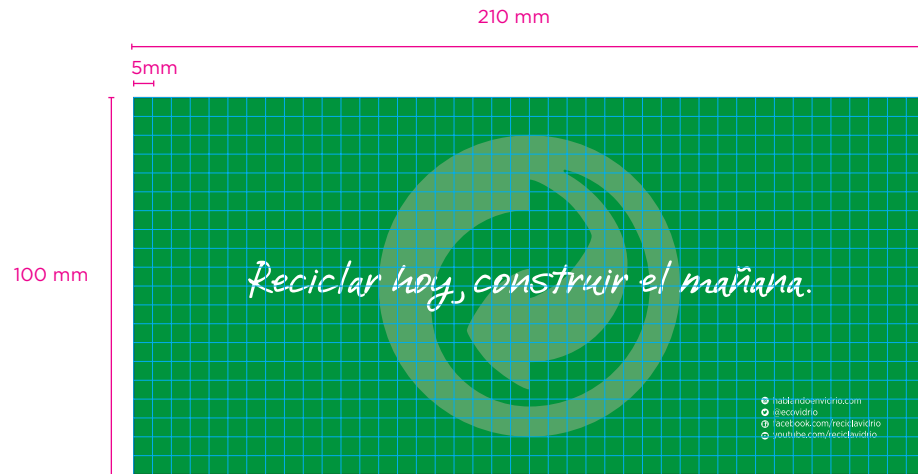 210 mm
5mm
100 mm
Reciclar hoy, construir el mañana.
hablandoenvidrio.com
@ecovidrio
facebook.com/reciclavidrio
youtube.com/reciclavidrio